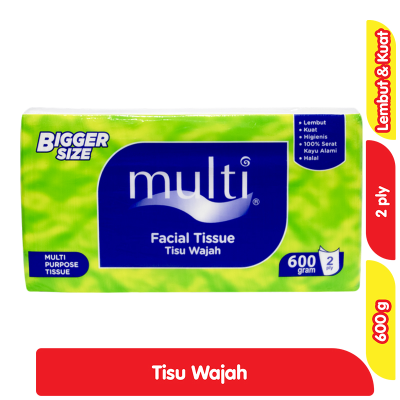 BIGGER
SIZE
multi
®
Facial Tissue
Tisu Wajah
• Lembut
• Kuat
• Higienis
• 100% Serat
Kayu Alami
• Halal
MULTI
PURPOSE
TISSUE
600
gram
2
ply
Lembut & Kuat
2 ply
600 g
Tisu Wajah